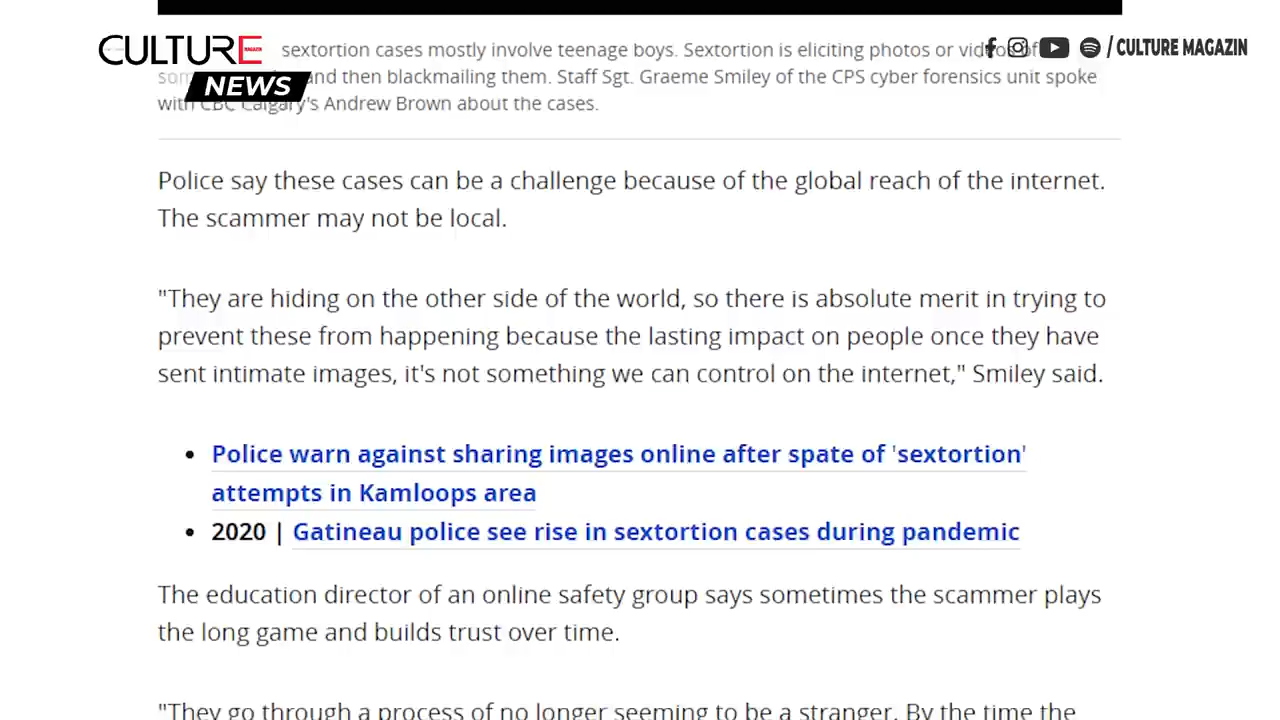 CULTURE
MAGAZIN
NEWS
/ CULTURE MAGAZIN
sextortion cases mostly involve teenage boys. Sextortion is eliciting photos or videos of
and then blackmailing them. Staff Sgt. Graeme Smiley of the CPS cyber forensics unit spoke
with CBC Calgary's Andrew Brown about the cases.
Police say these cases can be a challenge because of the global reach of the internet.
The scammer may not be local.
"They are hiding on the other side of the world, so there is absolute merit in trying to
prevent these from happening because the lasting impact on people once they have
sent intimate images, it's not something we can control on the internet," Smiley said.
• Police warn against sharing images online after spate of 'sextortion'
attempts in Kamloops area
• 2020 | Gatineau police see rise in sextortion cases during pandemic
The education director of an online safety group says sometimes the scammer plays
the long game and builds trust over time.
"They go through a process of no longer seeming to be a stranger. By the time the